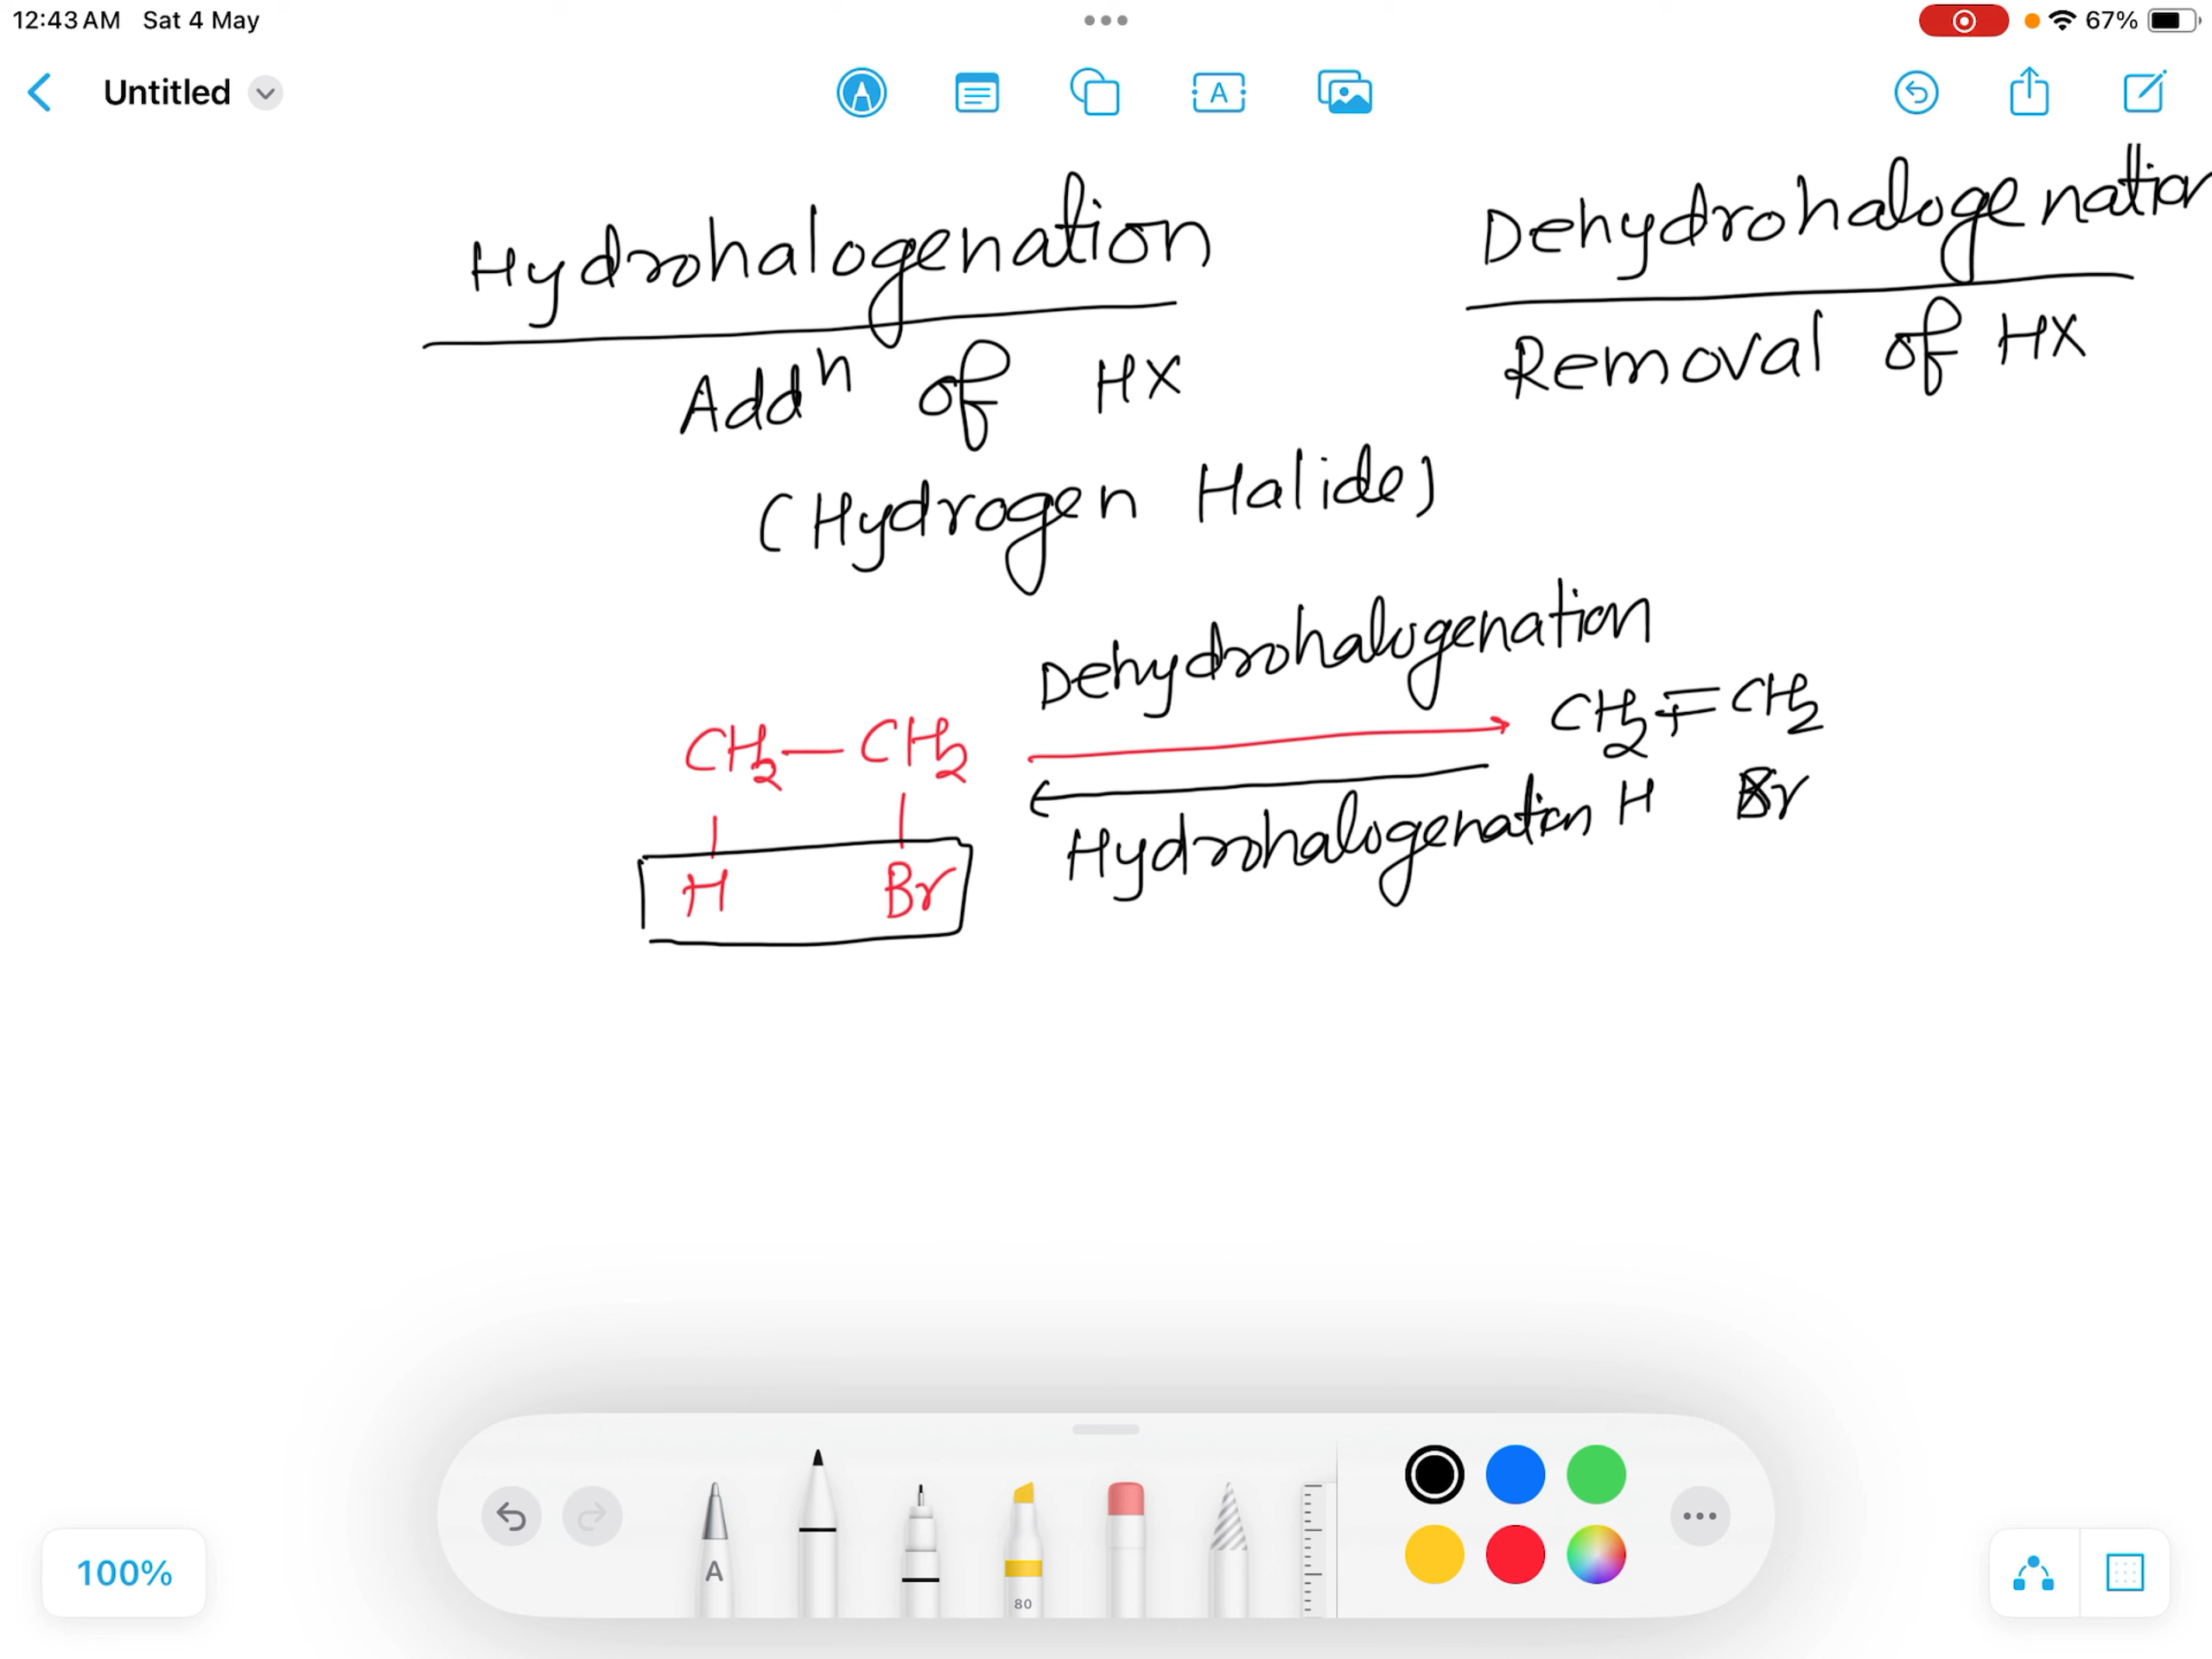 12:43 AM Sat 4 May
67%
Untitled
A
Hydrohalogenation
Addⁿ of HX
(Hydrogen Halide)
Dehydrohalogenation
Removal of HX
Dehydrohalogenation
CH₂—CH₂
CH₂=CH₂
H Br
Hydrohalogenation H Br
100%
A
80